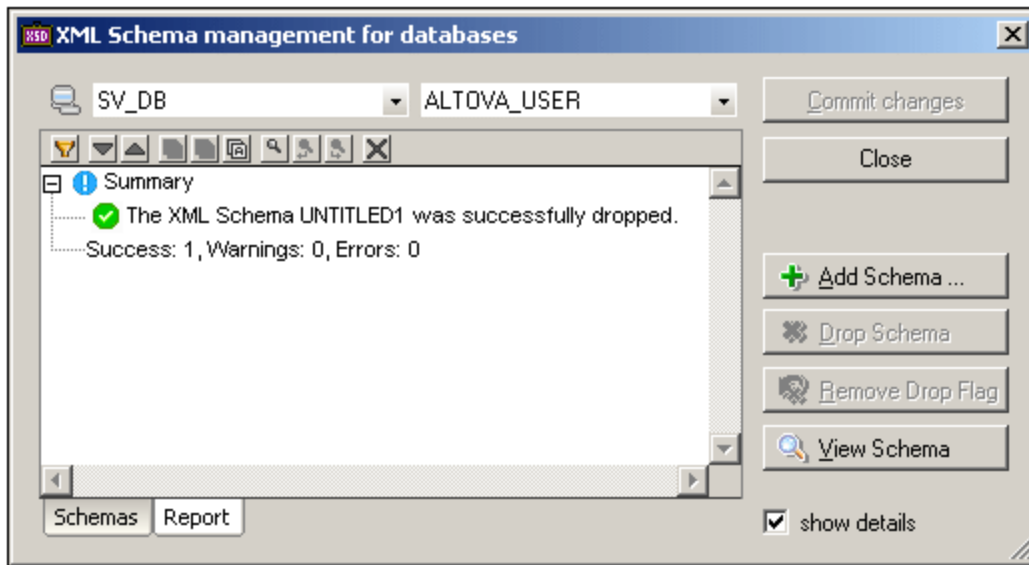 XSD XML Schema management for databases
SV_DB ALTOVA_USER Commit changes
Close
Summary
The XML Schema UNTITLED1 was successfully dropped.
Success: 1, Warnings: 0, Errors: 0
Add Schema ...
Drop Schema
Remove Drop Flag
View Schema
Schemas Report
show details